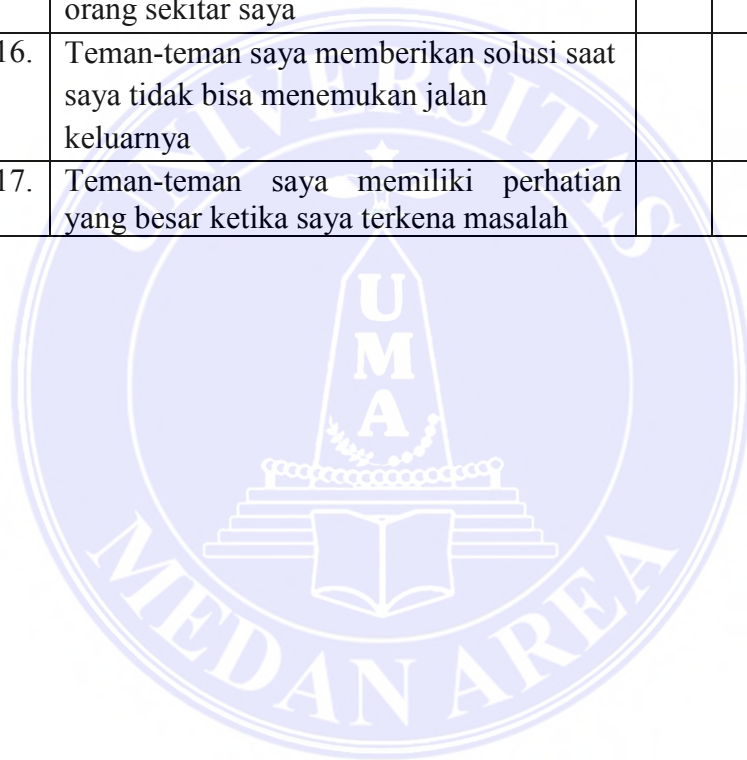 orang sekitar saya
16. Teman-teman saya memberikan solusi saat
saya tidak bisa menemukan jalan
keluarnya
17. Teman-teman saya memiliki perhatian
yang besar ketika saya terkena masalah
UNIVERSITAS
U
M
A
MEDAN AREA